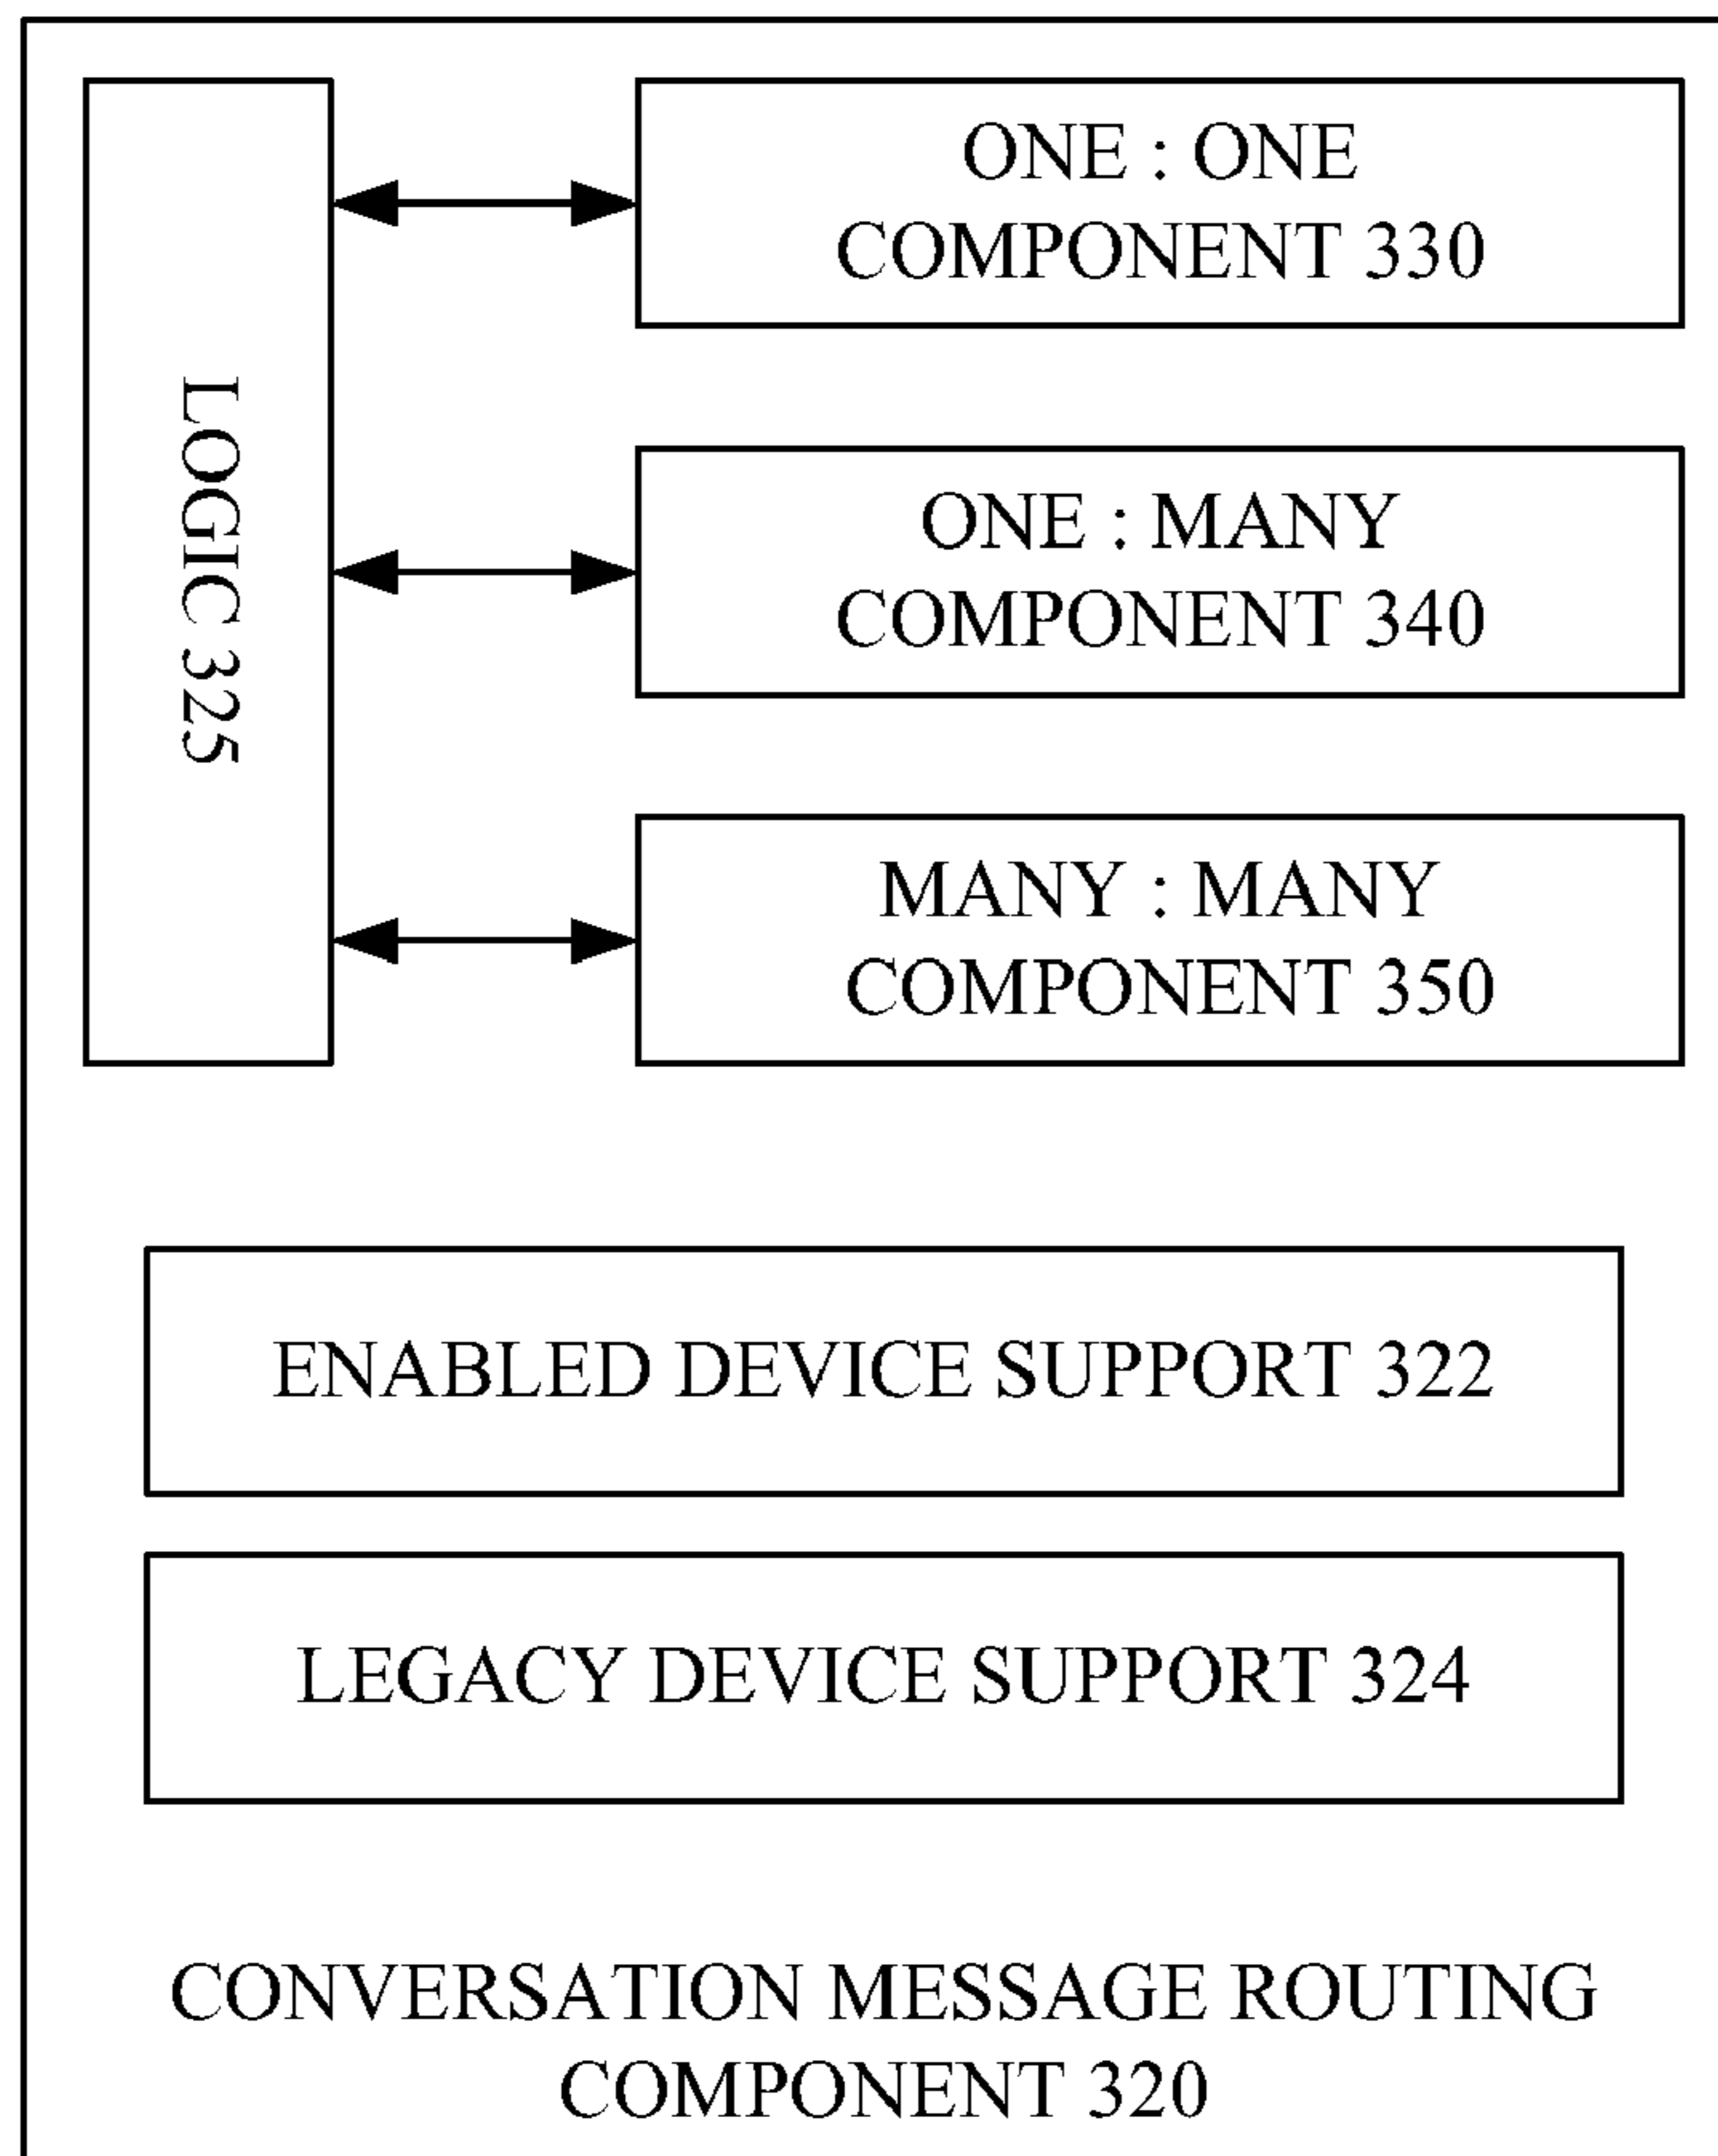 LOGIC 325
ONE : ONE
COMPONENT 330
ONE : MANY
COMPONENT 340
MANY : MANY
COMPONENT 350
ENABLED DEVICE SUPPORT 322
LEGACY DEVICE SUPPORT 324
CONVERSATION MESSAGE ROUTING
COMPONENT 320